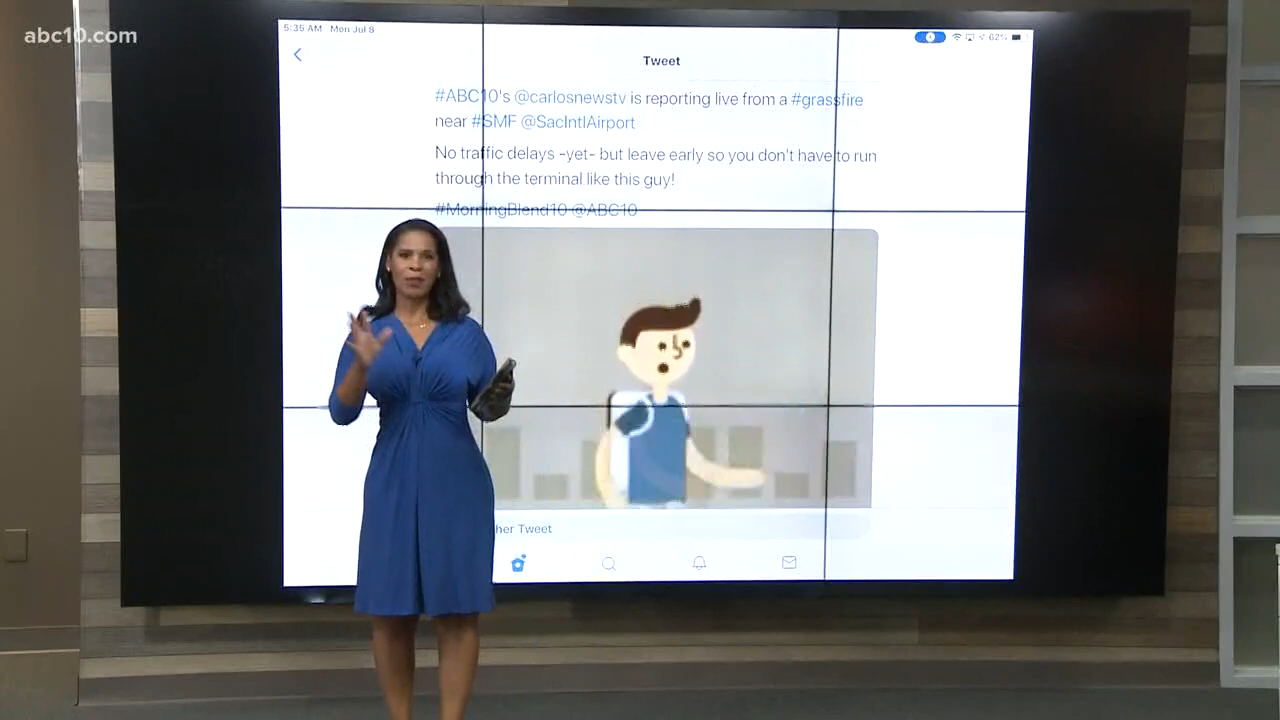 abc10.com
5:35 AM Mon Jul 8
62%
Tweet
#ABC10's @carlosnewstv is reporting live from a #grassfire
near #SMF @SacIntlAirport
No traffic delays -yet- but leave early so you don't have to run
through the terminal like this guy!
#MorningBlend10 @ABC10
her Tweet